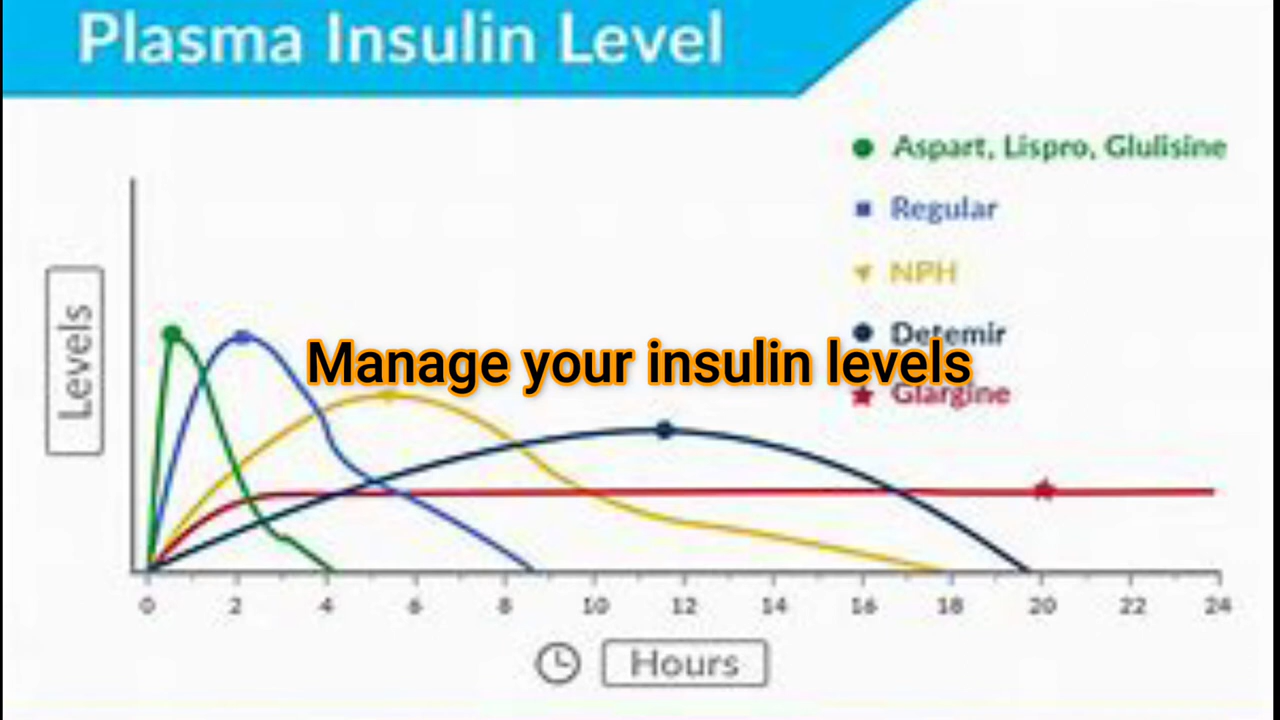 Plasma Insulin Level
Aspart, Lispro, Glulisine
Regular
NPH
Detemir
Manage your insulin levels
Glargine
Levels
0 2 4 6 8 10 12 14 16 18 20 22 24
Hours